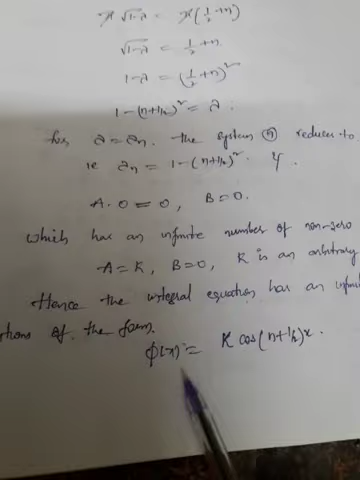 π √1-λ = π(1/2 + n)
√1-λ = 1/2 + n
1-λ = (1/2 + n)²
1-(n+1/2)² = λ
for λ = λn. the system reduces to
ie λn = 1-(n+1/2)²
A·0 = 0, B=0.
which has an infinite number of non-zero
A = K, B=0, K is an arbitrary
Hence the integral equation has an infini
tions of the form.
φ(x) = K cos(n+1/2)x.